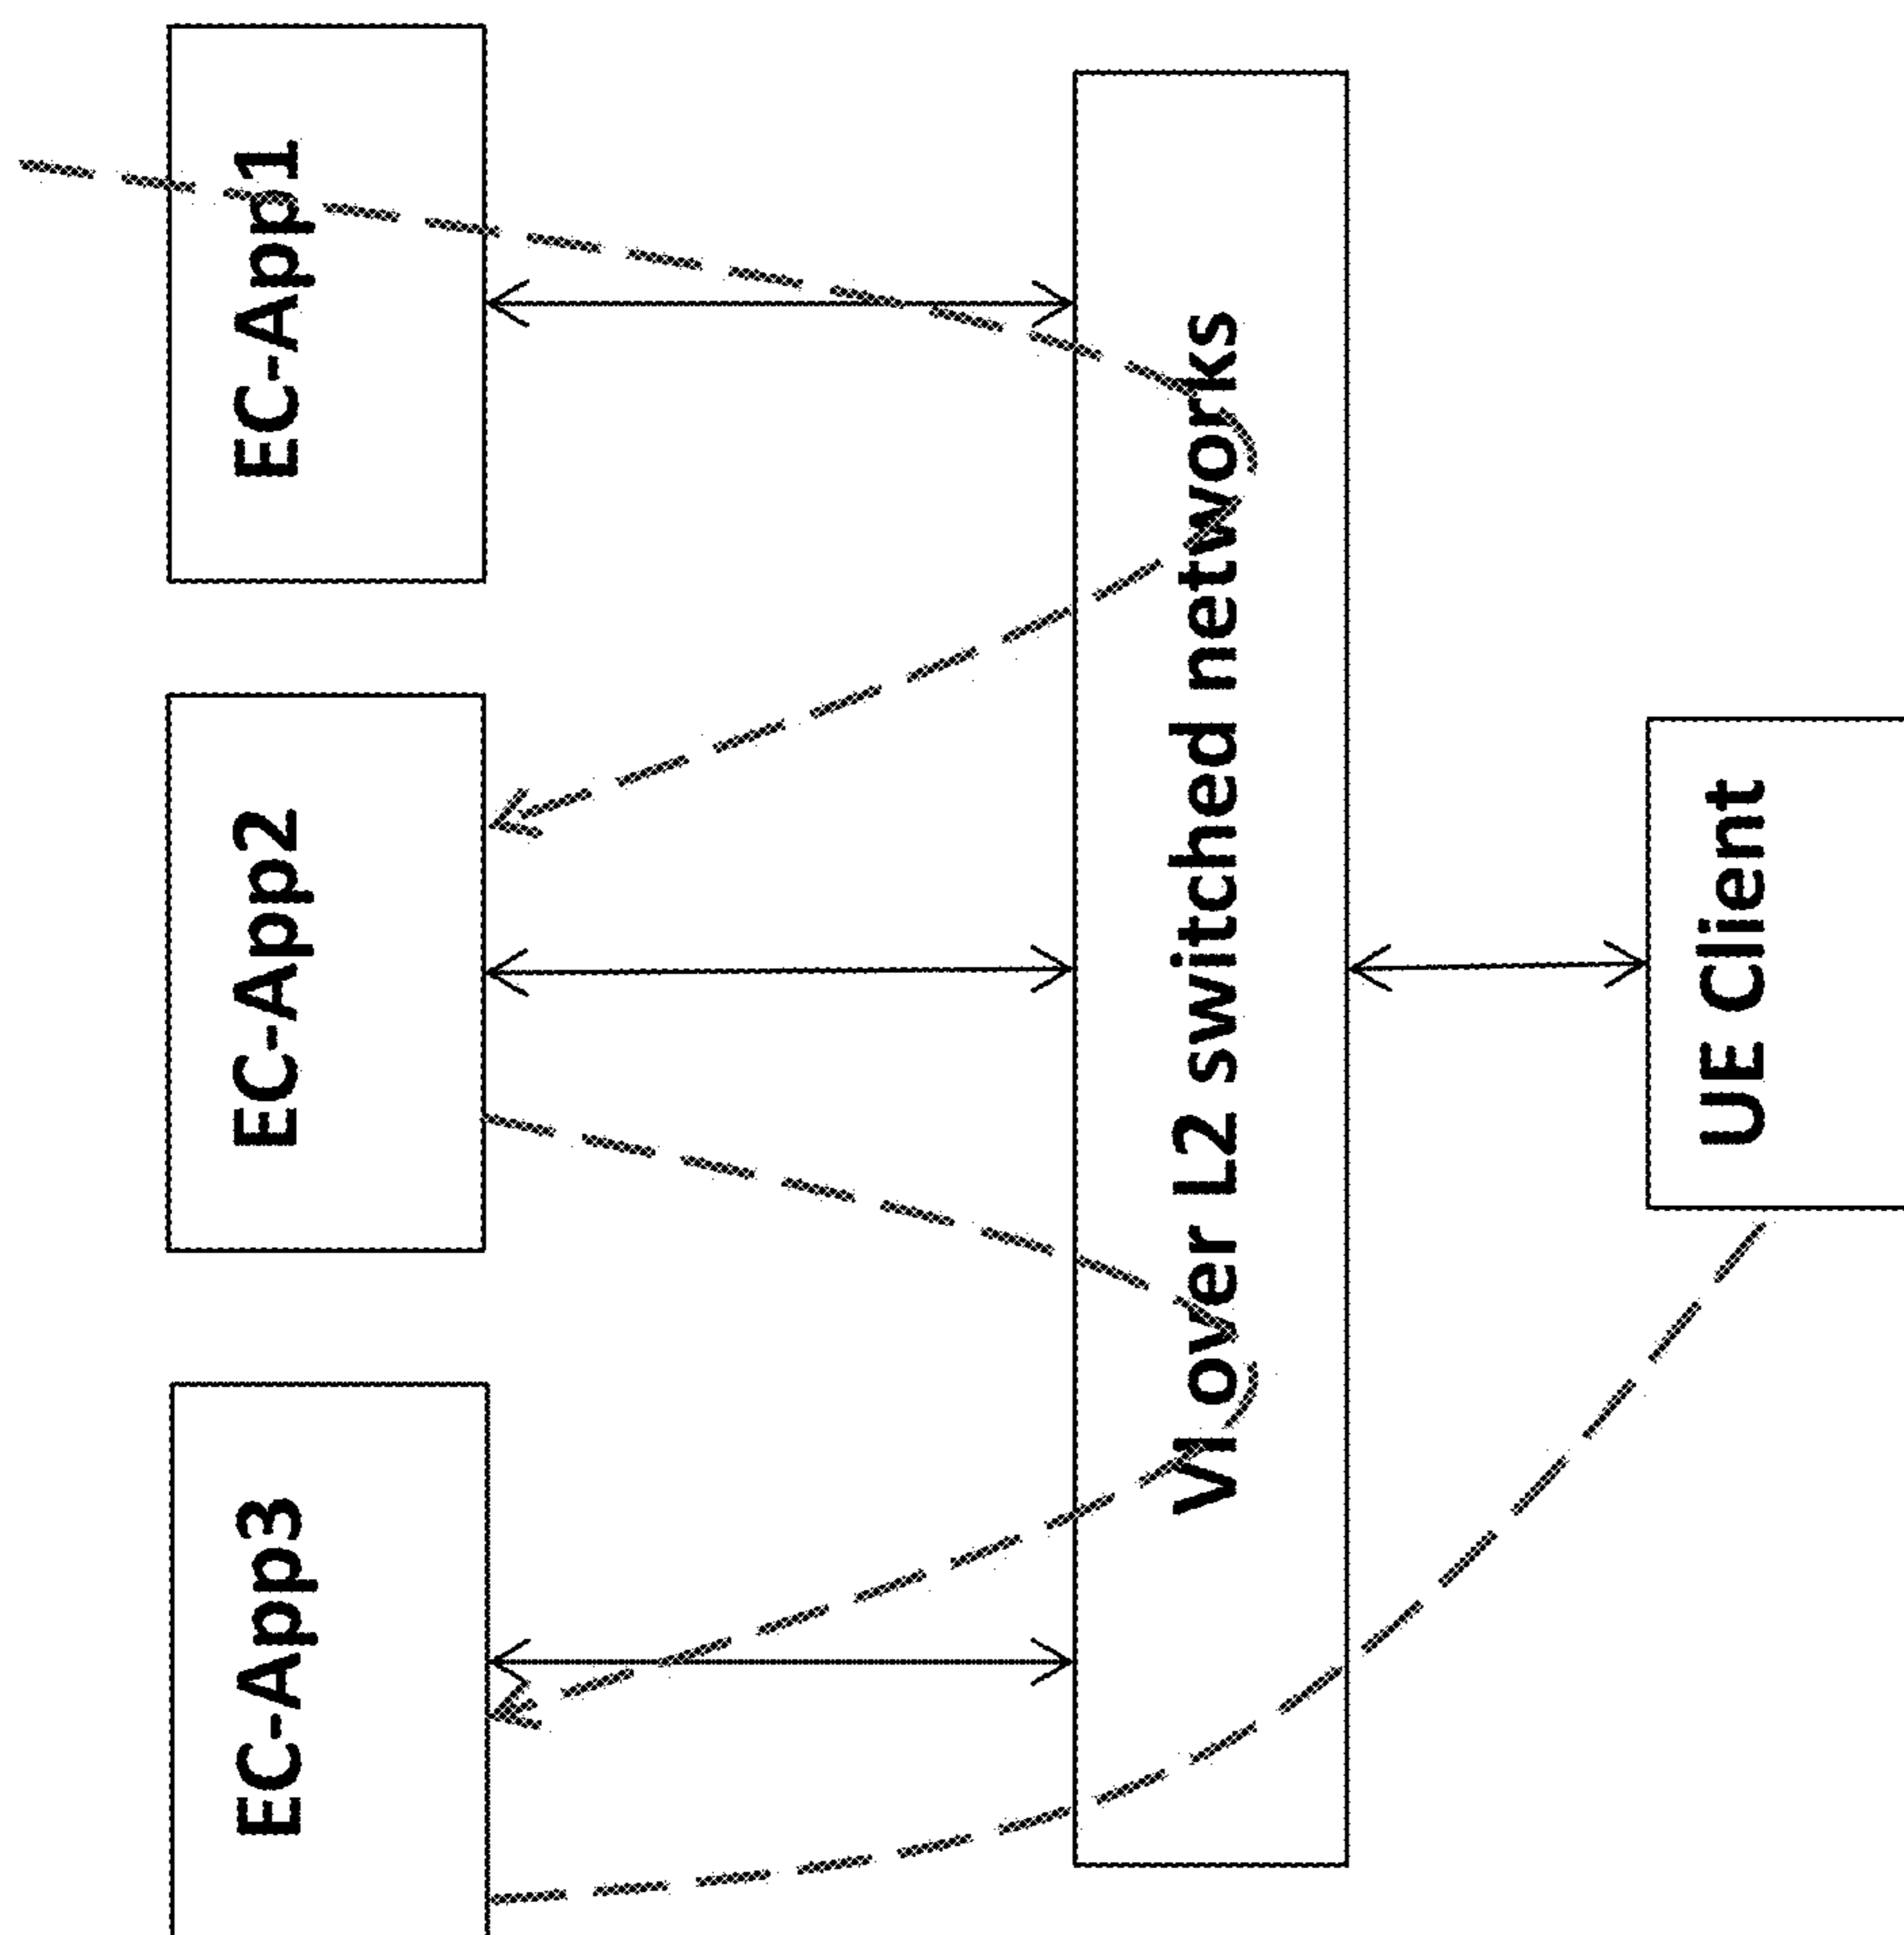 EC-App3
EC-App2
EC-App1
VI over L2 switched networks
UE Client